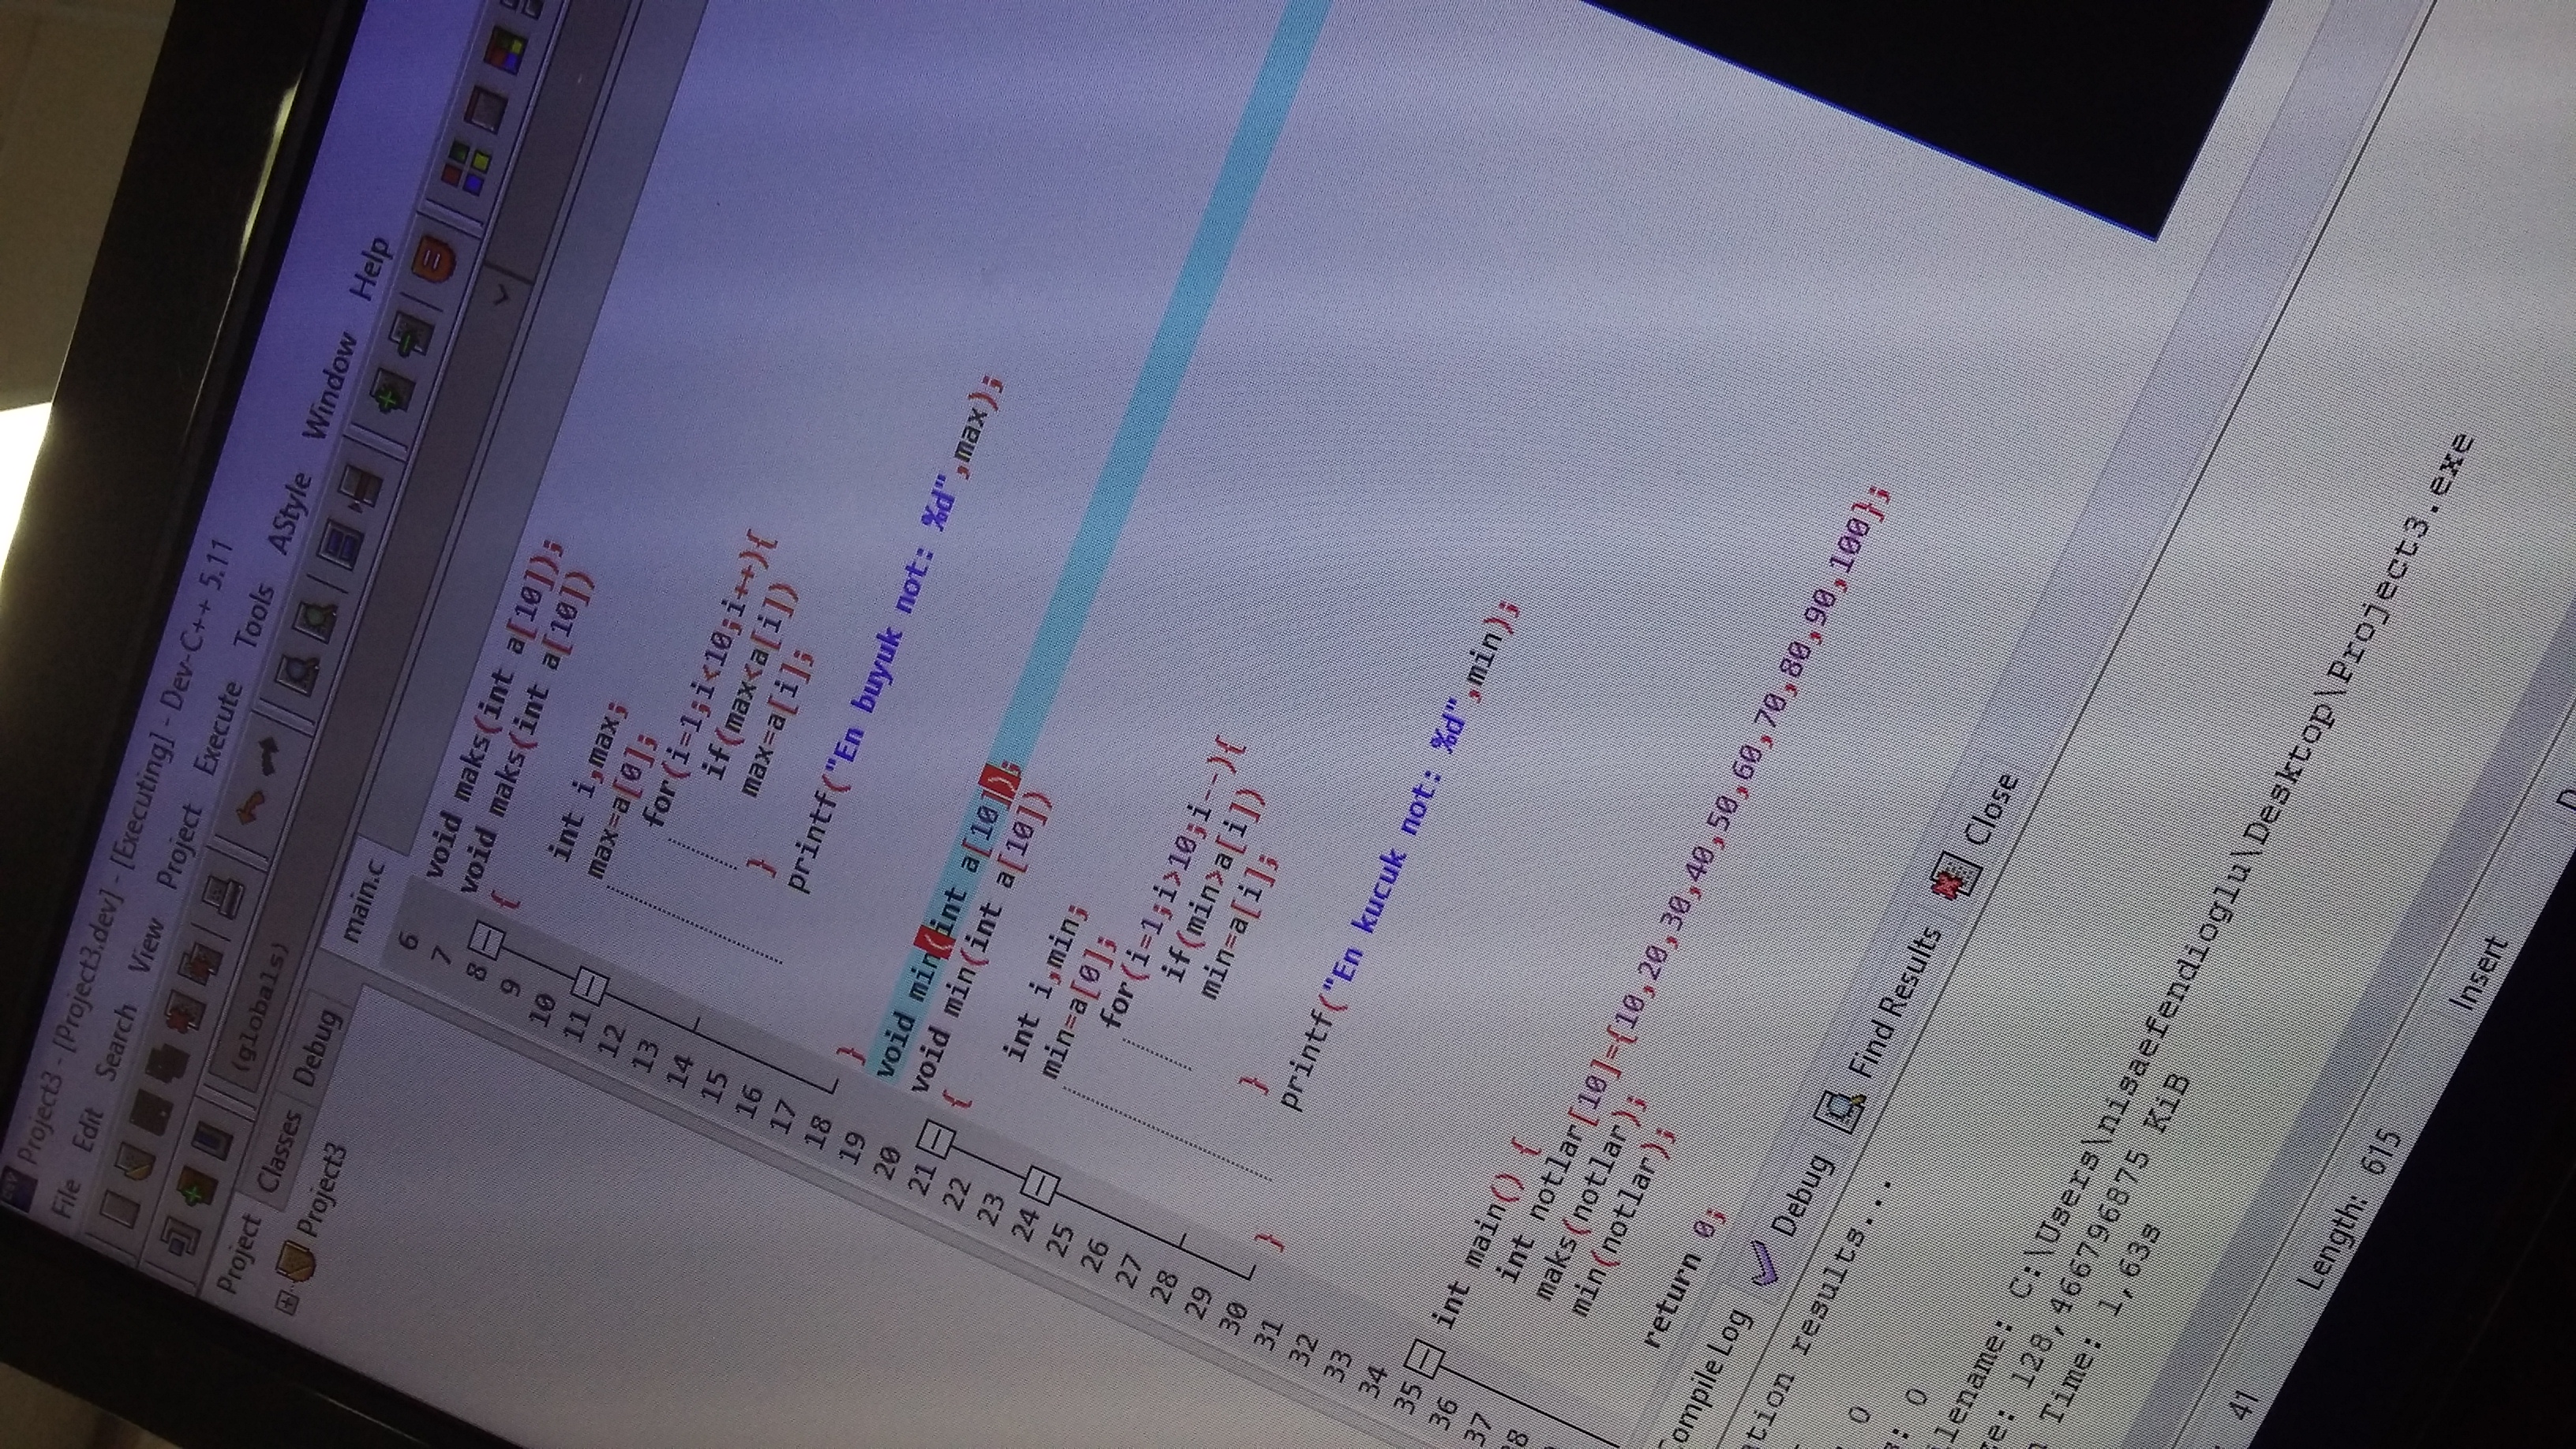 Project3 - [Project3.dev] - [Executing] - Dev-C++ 5.11
File Edit Search View Project Execute Tools AStyle Window Help
(globals)
Project Classes Debug
Project3
main.c
6 void maks(int a[10]);
7 void maks(int a[10])
8 {
9 int i,max;
10 max=a[0];
11 for(i=1;i<10;i++){
12 if(max<a[i])
13 max=a[i];
14 }
15 printf("En buyuk not: %d",max);
16
17
18 }
19 void min(int a[10]);
20 void min(int a[10])
21 {
22 int i,min;
23 min=a[0];
24 for(i=1;i>10;i--){
25 if(min>a[i])
26 min=a[i];
27
28 }
29 printf("En kucuk not: %d",min);
30 }
31
32
33
34
35 int main() {
36 int notlar[10]={10,20,30,40,50,60,70,80,90,100};
37 maks(notlar);
min(notlar);
return 0;
Compile Log Debug Find Results Close
results...
0
0
C:\Users\nisaefendioglu\Desktop\Project3.exe
128,466796875 KiB
Time: 1,63s
41 Length: 615 Insert